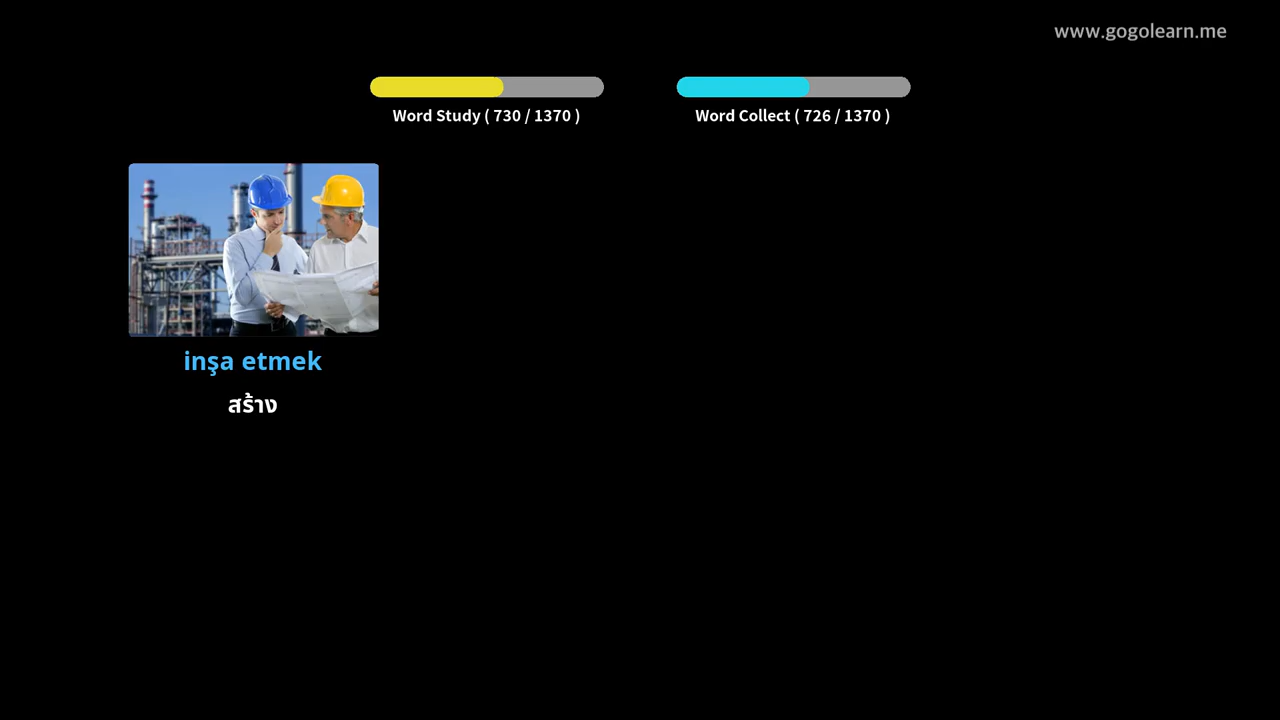 www.gogolearn.me
Word Study ( 730 / 1370 )
Word Collect ( 726 / 1370 )
inşa etmek
สร้าง